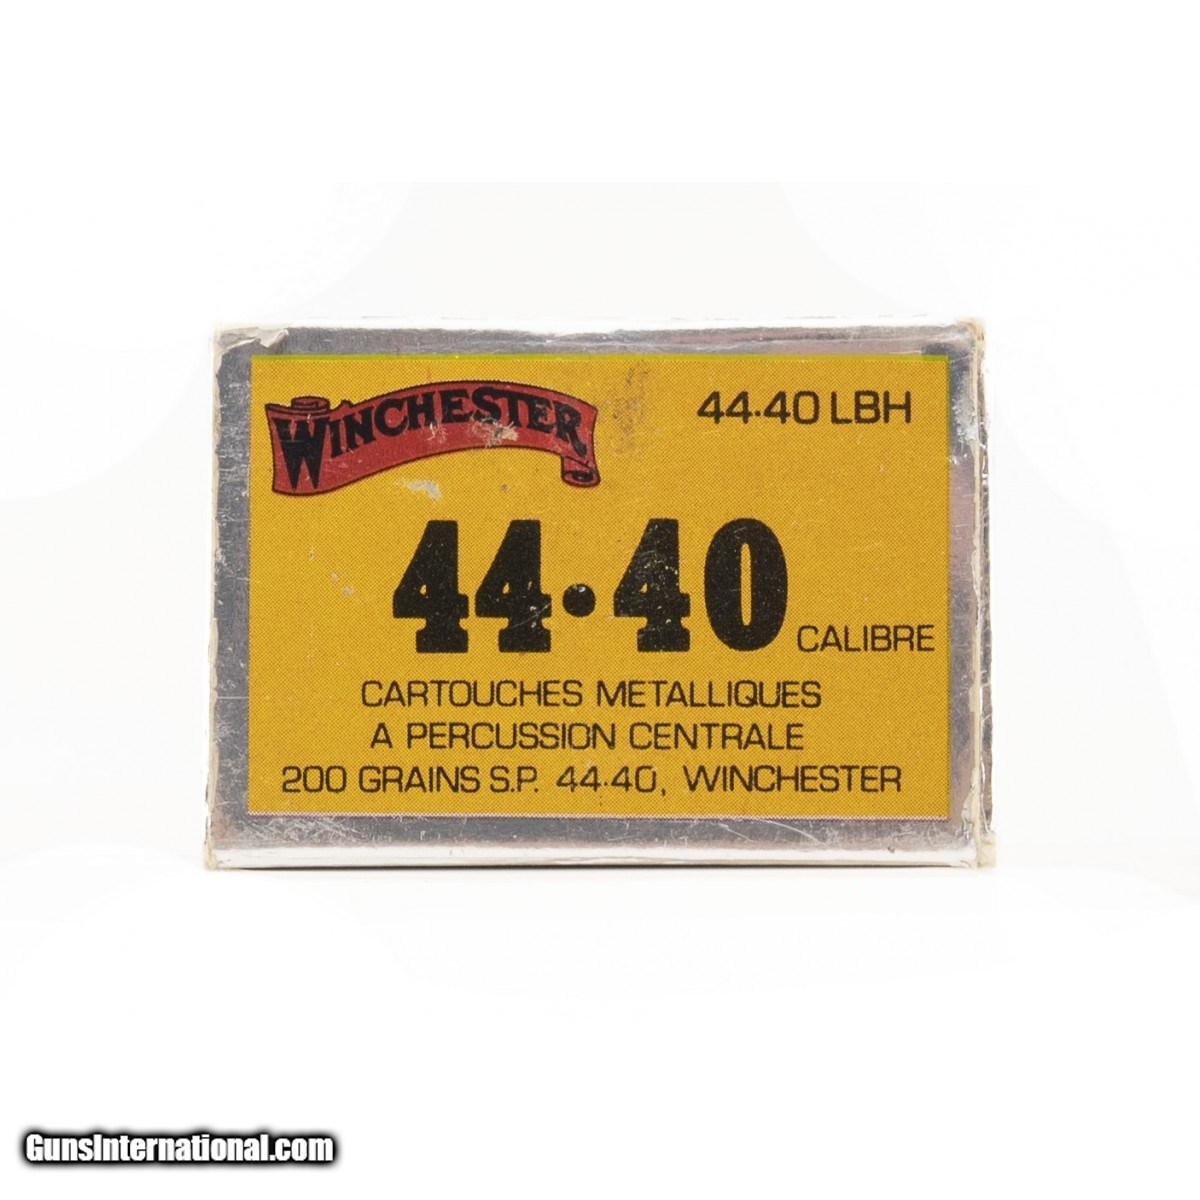 WINCHESTER
44·40 LBH
44·40 CALIBRE
CARTOUCHES METALLIQUES
A PERCUSSION CENTRALE
200 GRAINS S.P. 44·40, WINCHESTER
GunsInternational.com